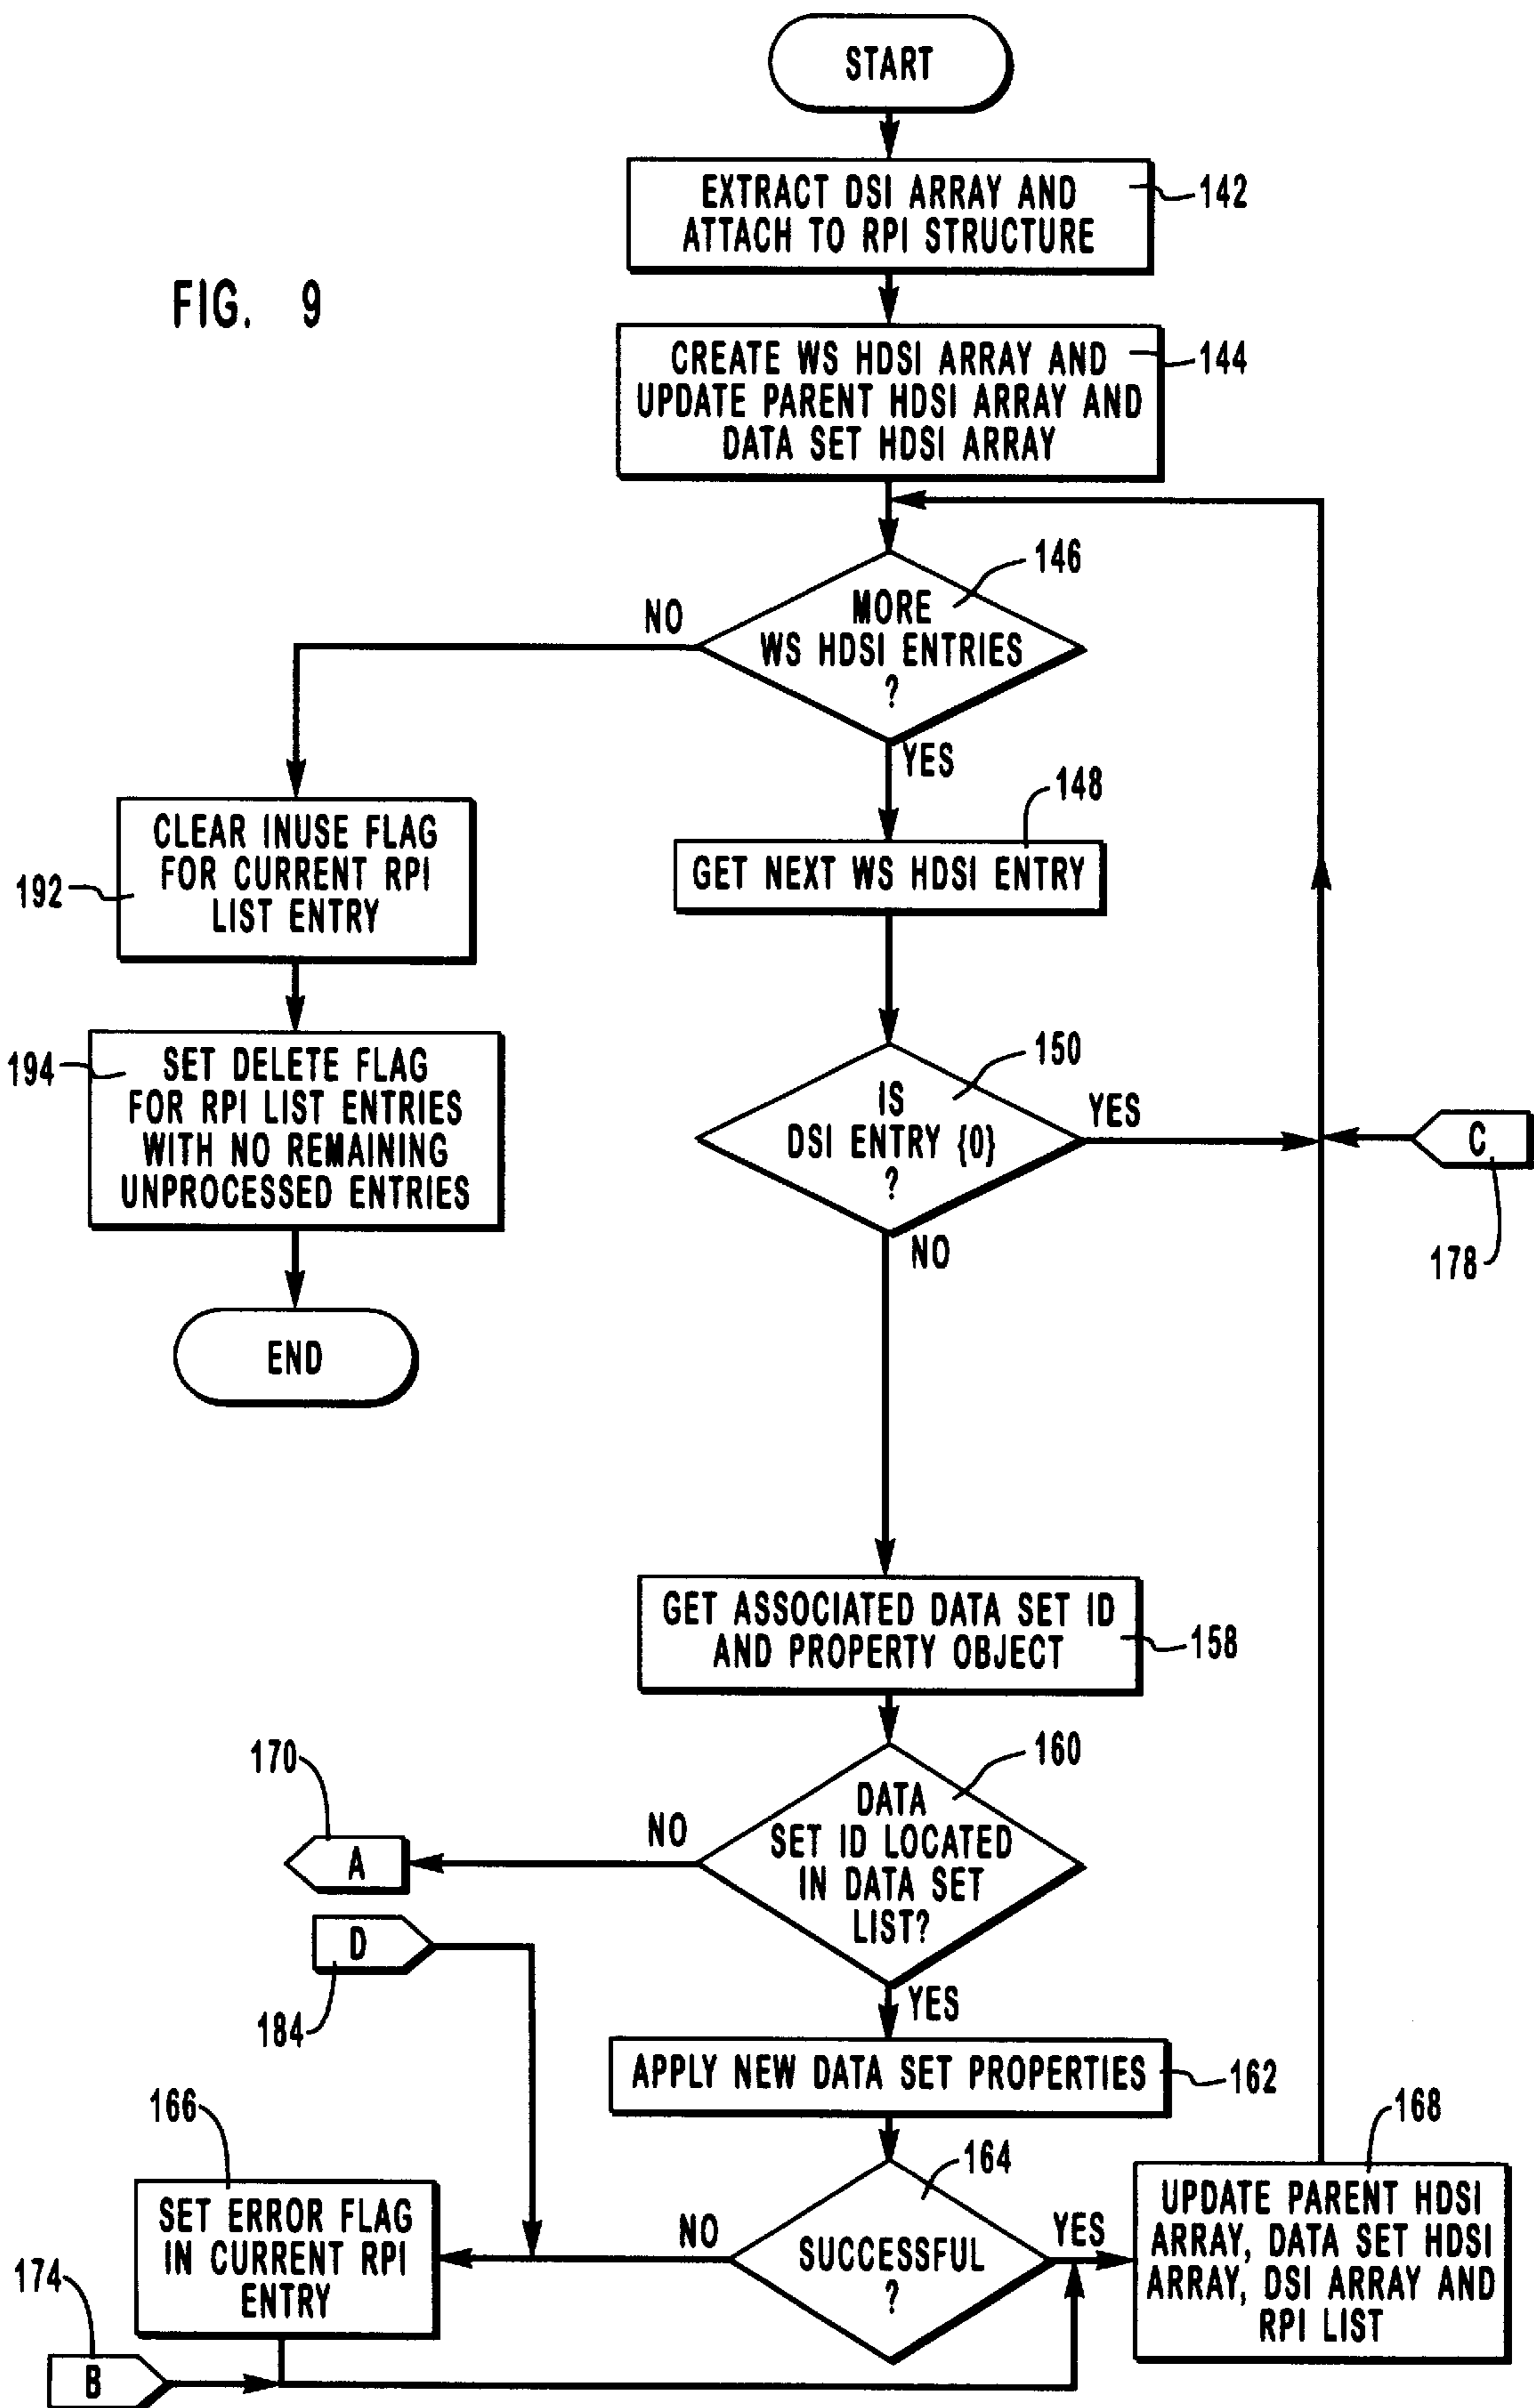 START
EXTRACT DSI ARRAY AND
ATTACH TO RPI STRUCTURE
142
FIG. 9
CREATE WS HDSI ARRAY AND
UPDATE PARENT HDSI ARRAY AND
DATA SET HDSI ARRAY
144
146
MORE
WS HDSI ENTRIES
?
NO
YES
148
GET NEXT WS HDSI ENTRY
CLEAR INUSE FLAG
FOR CURRENT RPI
LIST ENTRY
192
194
SET DELETE FLAG
FOR RPI LIST ENTRIES
WITH NO REMAINING
UNPROCESSED ENTRIES
END
150
IS
DSI ENTRY {0}
?
YES
NO
C
178
GET ASSOCIATED DATA SET ID
AND PROPERTY OBJECT
158
160
DATA
SET ID LOCATED
IN DATA SET
LIST?
NO
YES
170
A
D
184
APPLY NEW DATA SET PROPERTIES
162
164
SUCCESSFUL
?
NO
YES
166
SET ERROR FLAG
IN CURRENT RPI
ENTRY
168
UPDATE PARENT HDSI
ARRAY, DATA SET HDSI
ARRAY, DSI ARRAY AND
RPI LIST
174
B